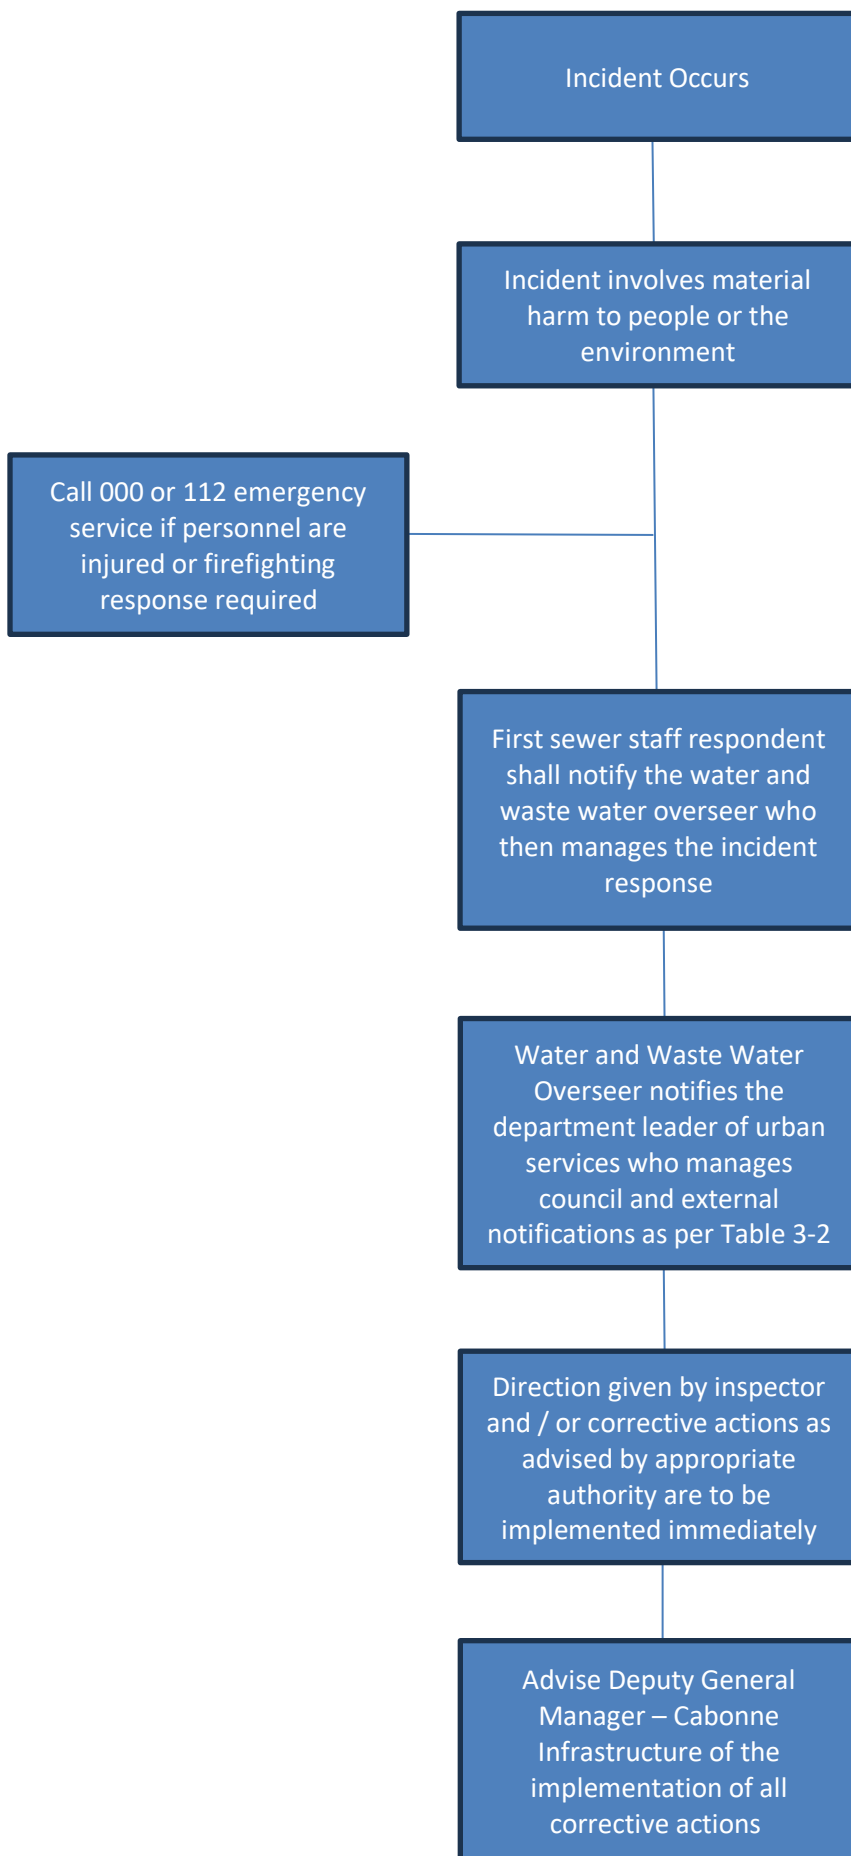 Incident Occurs
Incident involves material
harm to people or the
environment
Call 000 or 112 emergency
service if personnel are
injured or firefighting
response required
First sewer staff respondent
shall notify the water and
waste water overseer who
then manages the incident
response
Water and Waste Water
Overseer notifies the
department leader of urban
services who manages
council and external
notifications as per Table 3-2
Direction given by inspector
and / or corrective actions as
advised by appropriate
authority are to be
implemented immediately
Advise Deputy General
Manager – Cabonne
Infrastructure of the
implementation of all
corrective actions